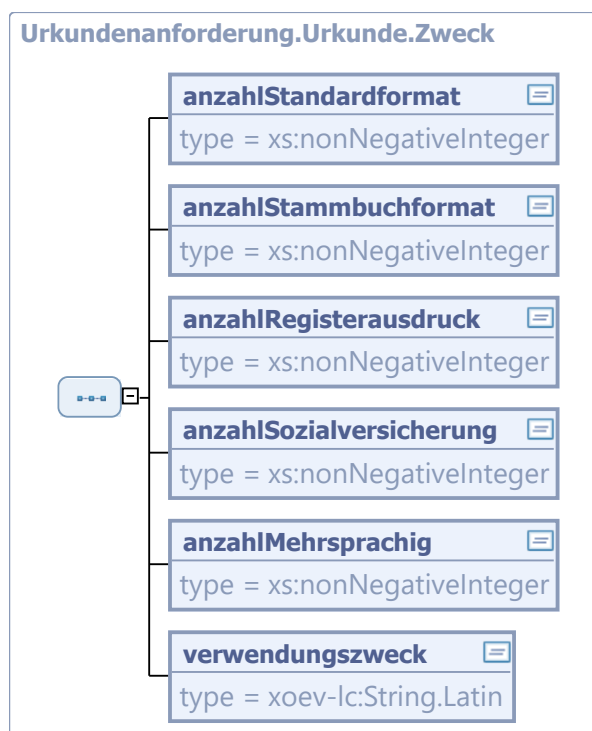 Urkundenanforderung.Urkunde.Zweck
anzahlStandardformat
type = xs:nonNegativeInteger
anzahlStammbuchformat
type = xs:nonNegativeInteger
anzahlRegisterausdruck
type = xs:nonNegativeInteger
anzahlSozialversicherung
type = xs:nonNegativeInteger
anzahlMehrsprachig
type = xs:nonNegativeInteger
verwendungszweck
type = xoev-lc:String.Latin